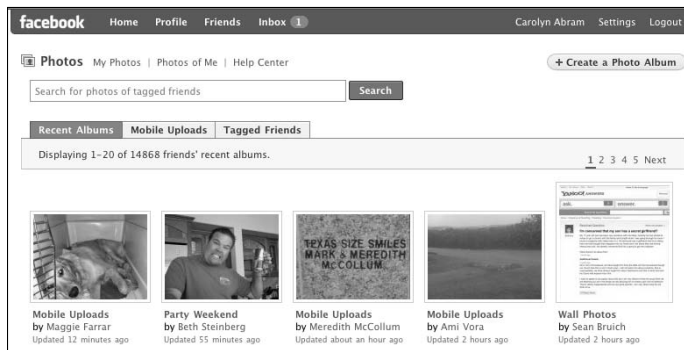 facebook Home Profile Friends Inbox 1 Carolyn Abram Settings Logout
Photos My Photos | Photos of Me | Help Center + Create a Photo Album
Search for photos of tagged friends Search
Recent Albums Mobile Uploads Tagged Friends
Displaying 1-20 of 14868 friends' recent albums. 1 2 3 4 5 Next
YAHOO! ANSWERS
TEXAS SIZE SMILES
MARK & MEREDITH
MCCOLLUM
Mobile Uploads Party Weekend Mobile Uploads Mobile Uploads Wall Photos
by Maggie Farrar by Beth Steinberg by Meredith McCollum by Ami Vora by Sean Bruich
Updated 12 minutes ago Updated 55 minutes ago Updated about an hour ago Updated 2 hours ago Updated 2 hours ago